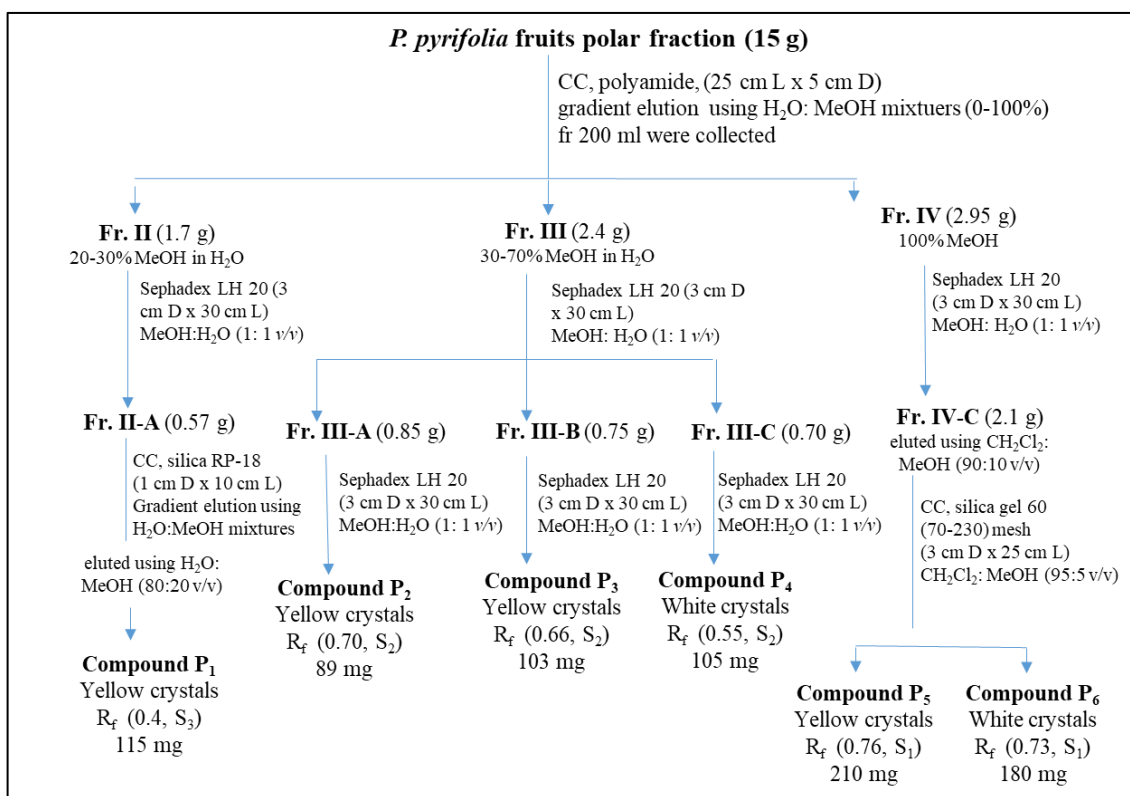 P. pyrifolia fruits polar fraction (15 g)
CC, polyamide, (25 cm L x 5 cm D)
gradient elution using H₂O: MeOH mixtuers (0-100%)
fr 200 ml were collected
Fr. II (1.7 g)
20-30% MeOH in H₂O
Fr. III (2.4 g)
30-70% MeOH in H₂O
Fr. IV (2.95 g)
100% MeOH
Sephadex LH 20 (3
cm D x 30 cm L)
MeOH:H₂O (1: 1 v/v)
Sephadex LH 20 (3 cm D
x 30 cm L)
MeOH: H₂O (1: 1 v/v)
Sephadex LH 20
(3 cm D x 30 cm L)
MeOH: H₂O (1: 1 v/v)
Fr. II-A (0.57 g)
Fr. III-A (0.85 g)
Fr. III-B (0.75 g)
Fr. III-C (0.70 g)
Fr. IV-C (2.1 g)
eluted using CH₂Cl₂:
MeOH (90:10 v/v)
CC, silica RP-18
(1 cm D x 10 cm L)
Gradient elution using
H₂O:MeOH mixtures
eluted using H₂O:
MeOH (80:20 v/v)
Sephadex LH 20
(3 cm D x 30 cm L)
MeOH:H₂O (1: 1 v/v)
Sephadex LH 20
(3 cm D x 30 cm L)
MeOH:H₂O (1: 1 v/v)
Sephadex LH 20
(3 cm D x 30 cm L)
MeOH:H₂O (1: 1 v/v)
CC, silica gel 60
(70-230) mesh
(3 cm D x 25 cm L)
CH₂Cl₂: MeOH (95:5 v/v)
Compound P₁
Yellow crystals
R_f (0.4, S₃)
115 mg
Compound P₂
Yellow crystals
R_f (0.70, S₂)
89 mg
Compound P₃
Yellow crystals
R_f (0.66, S₂)
103 mg
Compound P₄
White crystals
R_f (0.55, S₂)
105 mg
Compound P₅
Yellow crystals
R_f (0.76, S₁)
210 mg
Compound P₆
White crystals
R_f (0.73, S₁)
180 mg